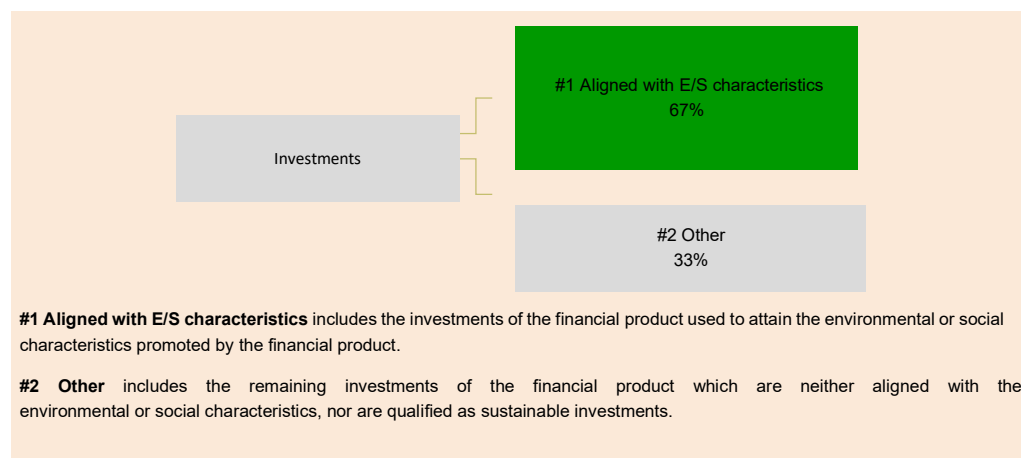 #1 Aligned with E/S characteristics
67%
Investments
#2 Other
33%
#1 Aligned with E/S characteristics includes the investments of the financial product used to attain the environmental or social
characteristics promoted by the financial product.
#2 Other includes the remaining investments of the financial product which are neither aligned with the
environmental or social characteristics, nor are qualified as sustainable investments.